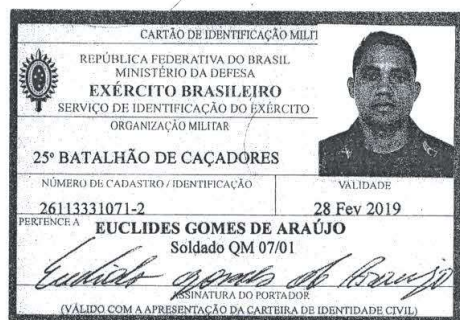 CARTÃO DE IDENTIFICAÇÃO MILI
REPÚBLICA FEDERATIVA DO BRASIL
MINISTÉRIO DA DEFESA
EXÉRCITO BRASILEIRO
SERVIÇO DE IDENTIFICAÇÃO DO EXÉRCITO
ORGANIZAÇÃO MILITAR
25º BATALHÃO DE CAÇADORES
NÚMERO DE CADASTRO / IDENTIFICAÇÃO VALIDADE
26113331071-2 28 Fev 2019
PERTENCE A EUCLIDES GOMES DE ARAÚJO
Soldado QM 07/01
Euclides gomes de Araujo
ASSINATURA DO PORTADOR
(VÁLIDO COM A APRESENTAÇÃO DA CARTEIRA DE IDENTIDADE CIVIL)